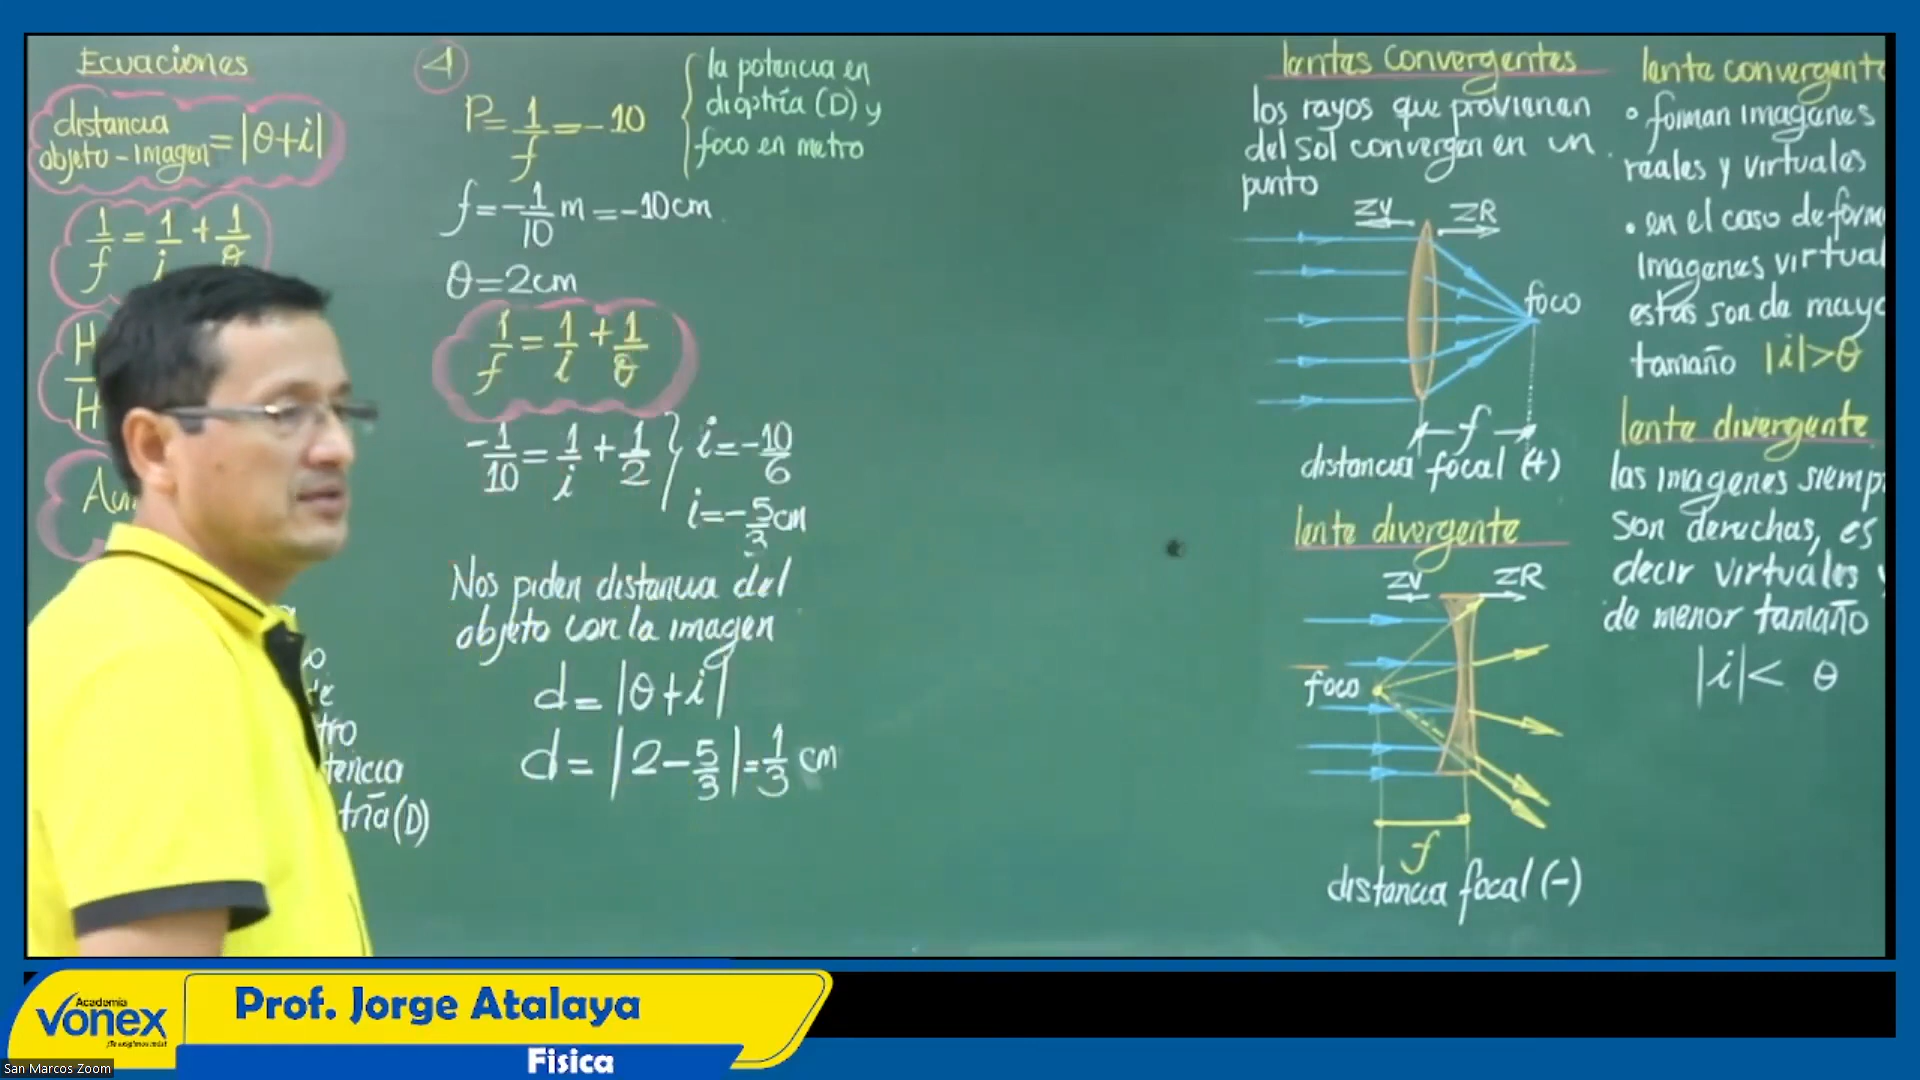 Ecuaciones
distancia
objeto-imagen = |θ+i|
1/f = 1/i + 1/θ
H
H
tencia
tría (D)
4
P = 1/f = -10
la potencia en
dioptría (D) y
foco en metro
f = -1/10 m = -10cm
θ = 2cm
1/f = 1/i + 1/θ
-1/10 = 1/i + 1/2
i = -10/6
i = -5/3 cm
Nos piden distancia del
objeto con la imagen
d = |θ+i|
d = |2 - 5/3| = 1/3 cm
lentes convergentes
los rayos que provienen
del sol convergen en un
punto
ZV ZR
foco
f
distancia focal (+)
lente divergente
ZV ZR
foco
f
distancia focal (-)
lente convergente
• forman imagenes
reales y virtuales
• en el caso de form
imagenes virtual
estas son de mayo
tamaño |i|>θ
lente divergente
las imagenes siemp
son derechas, es
decir virtuales y
de menor tamaño
|i| < θ
Academia
vonex
Prof. Jorge Atalaya
Fisica
San Marcos Zoom